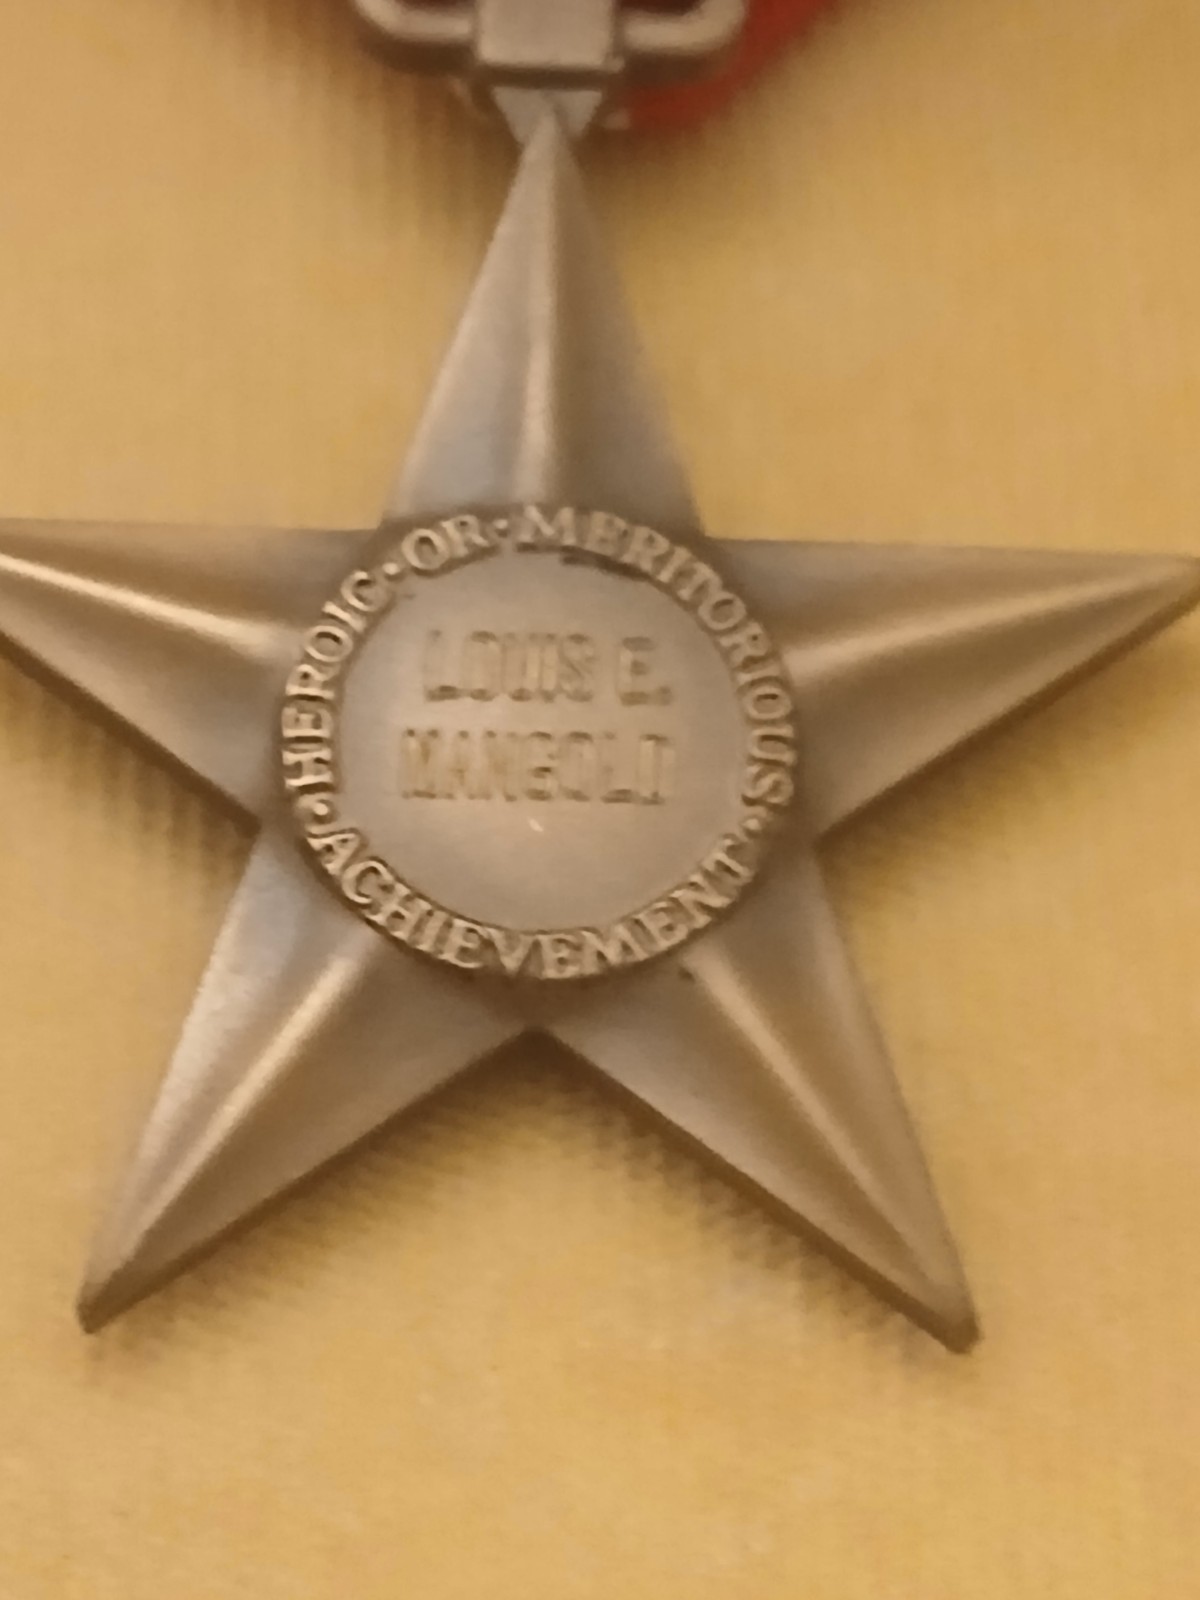 HEROIC · OR · MERITORIOUS · ACHIEVEMENT ·
LOUIS E.
MANGOLD